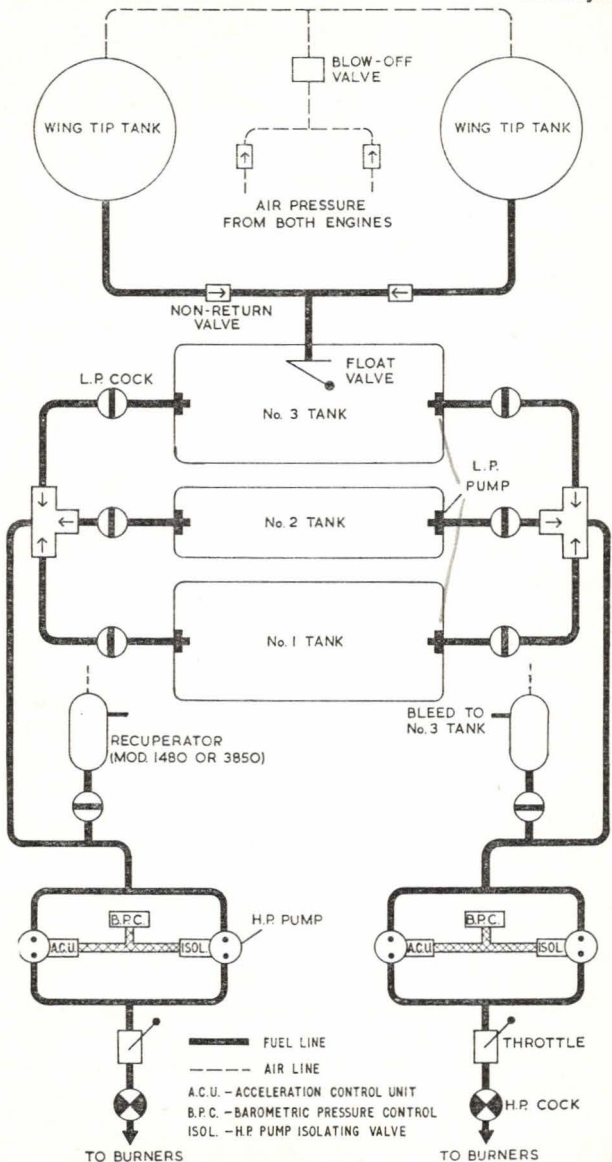 BLOW-OFF
VALVE
WING TIP TANK
WING TIP TANK
AIR PRESSURE
FROM BOTH ENGINES
NON-RETURN
VALVE
FLOAT
VALVE
L.P. COCK
No. 3 TANK
L.P.
PUMP
No. 2 TANK
No. 1 TANK
RECUPERATOR
(MOD. 1480 OR 3850)
BLEED TO
No. 3 TANK
B.P.C.
H.P. PUMP
B.P.C.
A.C.U.
ISOL.
A.C.U.
ISOL.
FUEL LINE
THROTTLE
AIR LINE
A.C.U. – ACCELERATION CONTROL UNIT
B.P.C. – BAROMETRIC PRESSURE CONTROL
H.P. COCK
ISOL. – H.P. PUMP ISOLATING VALVE
TO BURNERS
TO BURNERS